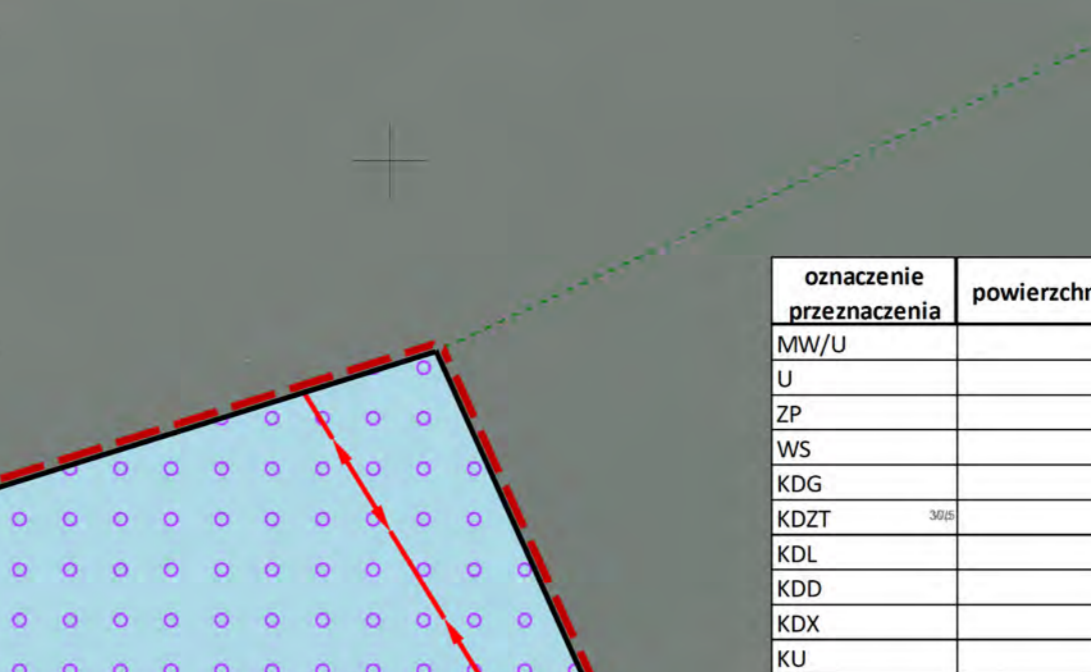 oznaczenie
przeznaczenia
powierzchn
MW/U
U
ZP
WS
KDG
KDZT
KDL
KDD
KDX
KU